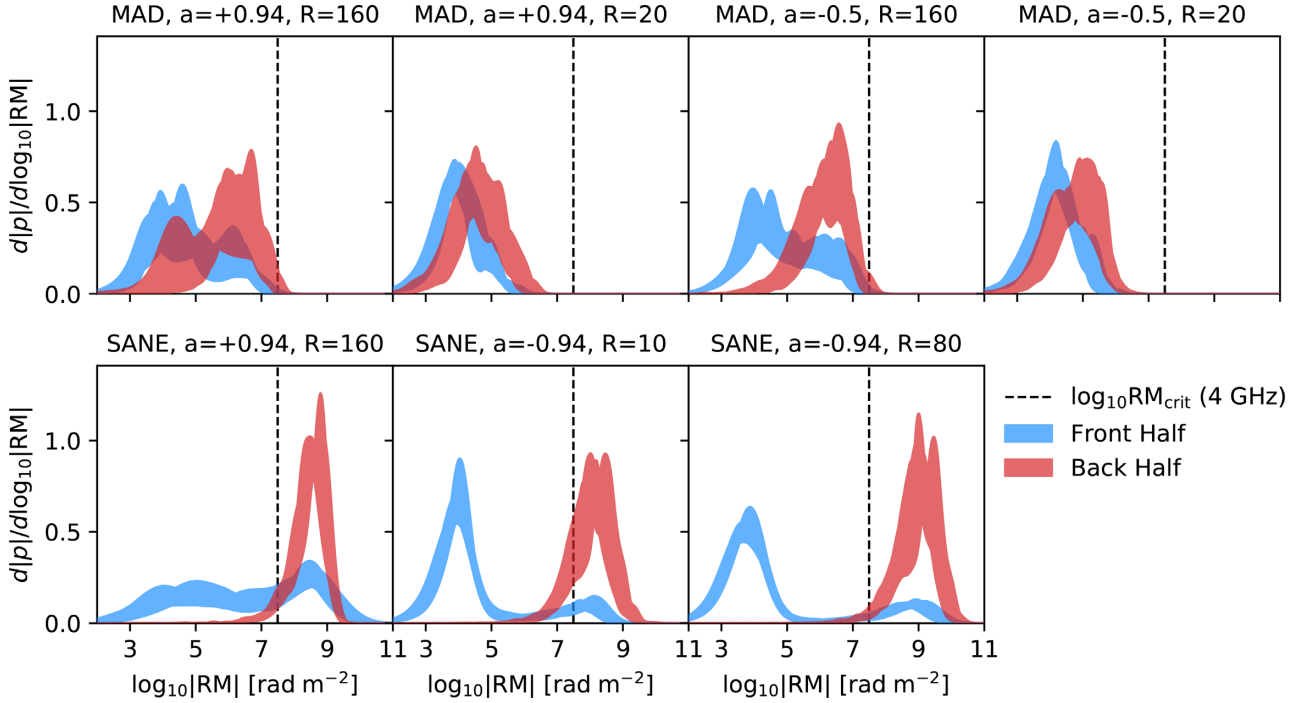 MAD, a=+0.94, R=160 MAD, a=+0.94, R=20 MAD, a=-0.5, R=160 MAD, a=-0.5, R=20
1.0
0.5
0.0
d|p|/dlog₁₀|RM|
SANE, a=+0.94, R=160 SANE, a=-0.94, R=10 SANE, a=-0.94, R=80
1.0
0.5
0.0
d|p|/dlog₁₀|RM|
3 5 7 9 11 3 5 7 9 11 3 5 7 9 11
log₁₀|RM| [rad m⁻²] log₁₀|RM| [rad m⁻²] log₁₀|RM| [rad m⁻²]
log₁₀RM_crit (4 GHz)
Front Half
Back Half